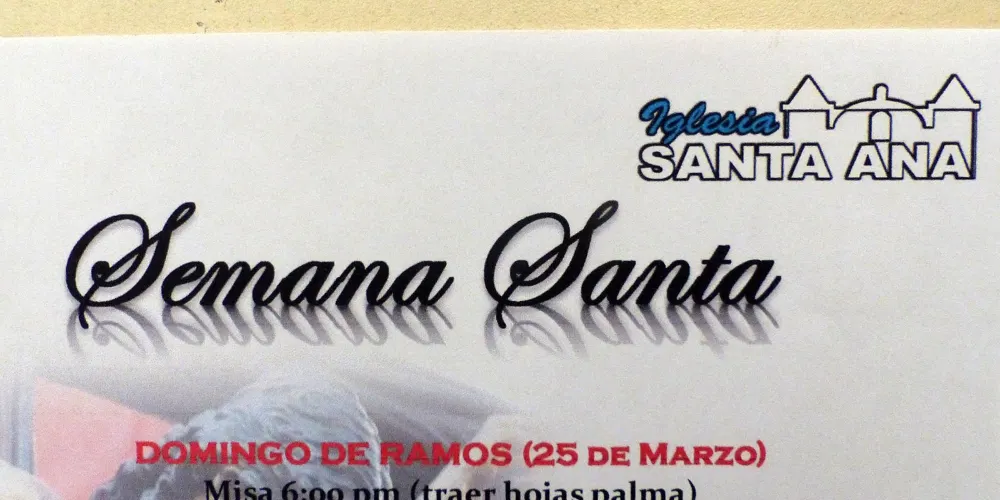 Iglesia
SANTA ANA
Semana Santa
DOMINGO DE RAMOS (25 DE MARZO)
Misa 6:00 pm (traer hojas palma)